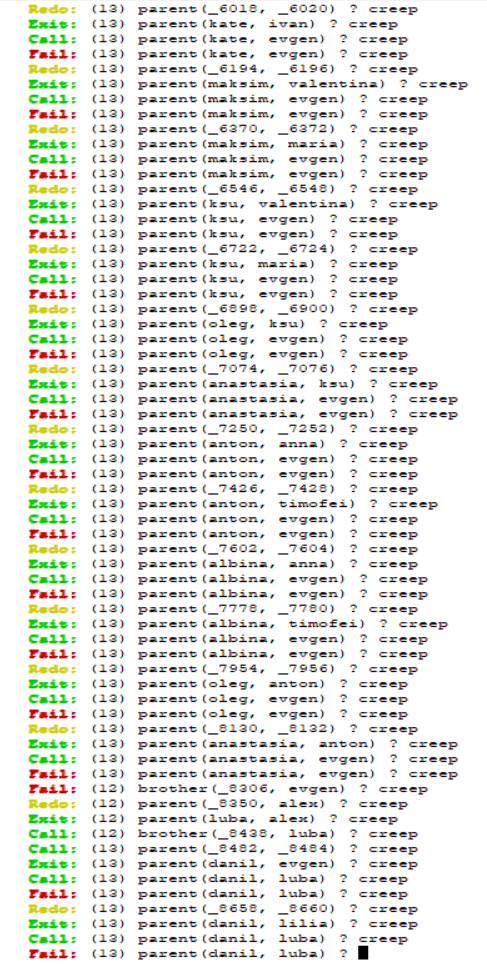 Redo: (13) parent(_6018, _6020) ? creep
Exit: (13) parent(kate, ivan) ? creep
Call: (13) parent(kate, evgen) ? creep
Fail: (13) parent(kate, evgen) ? creep
Redo: (13) parent(_6194, _6196) ? creep
Exit: (13) parent(maksim, valentina) ? creep
Call: (13) parent(maksim, evgen) ? creep
Fail: (13) parent(maksim, evgen) ? creep
Redo: (13) parent(_6370, _6372) ? creep
Exit: (13) parent(maksim, maria) ? creep
Call: (13) parent(maksim, evgen) ? creep
Fail: (13) parent(maksim, evgen) ? creep
Redo: (13) parent(_6546, _6548) ? creep
Exit: (13) parent(ksu, valentina) ? creep
Call: (13) parent(ksu, evgen) ? creep
Fail: (13) parent(ksu, evgen) ? creep
Redo: (13) parent(_6722, _6724) ? creep
Exit: (13) parent(ksu, maria) ? creep
Call: (13) parent(ksu, evgen) ? creep
Fail: (13) parent(ksu, evgen) ? creep
Redo: (13) parent(_6898, _6900) ? creep
Exit: (13) parent(oleg, ksu) ? creep
Call: (13) parent(oleg, evgen) ? creep
Fail: (13) parent(oleg, evgen) ? creep
Redo: (13) parent(_7074, _7076) ? creep
Exit: (13) parent(anastasia, ksu) ? creep
Call: (13) parent(anastasia, evgen) ? creep
Fail: (13) parent(anastasia, evgen) ? creep
Redo: (13) parent(_7250, _7252) ? creep
Exit: (13) parent(anton, anna) ? creep
Call: (13) parent(anton, evgen) ? creep
Fail: (13) parent(anton, evgen) ? creep
Redo: (13) parent(_7426, _7428) ? creep
Exit: (13) parent(anton, timofei) ? creep
Call: (13) parent(anton, evgen) ? creep
Fail: (13) parent(anton, evgen) ? creep
Redo: (13) parent(_7602, _7604) ? creep
Exit: (13) parent(albina, anna) ? creep
Call: (13) parent(albina, evgen) ? creep
Fail: (13) parent(albina, evgen) ? creep
Redo: (13) parent(_7778, _7780) ? creep
Exit: (13) parent(albina, timofei) ? creep
Call: (13) parent(albina, evgen) ? creep
Fail: (13) parent(albina, evgen) ? creep
Redo: (13) parent(_7954, _7956) ? creep
Exit: (13) parent(oleg, anton) ? creep
Call: (13) parent(oleg, evgen) ? creep
Fail: (13) parent(oleg, evgen) ? creep
Redo: (13) parent(_8130, _8132) ? creep
Exit: (13) parent(anastasia, anton) ? creep
Call: (13) parent(anastasia, evgen) ? creep
Fail: (13) parent(anastasia, evgen) ? creep
Fail: (12) brother(_8306, evgen) ? creep
Redo: (12) parent(_8350, alex) ? creep
Exit: (12) parent(luba, alex) ? creep
Call: (12) brother(_8438, luba) ? creep
Call: (13) parent(_8482, _8484) ? creep
Exit: (13) parent(danil, evgen) ? creep
Call: (13) parent(danil, luba) ? creep
Fail: (13) parent(danil, luba) ? creep
Redo: (13) parent(_8658, _8660) ? creep
Exit: (13) parent(danil, lilia) ? creep
Call: (13) parent(danil, luba) ? creep
Fail: (13) parent(danil, luba) ?